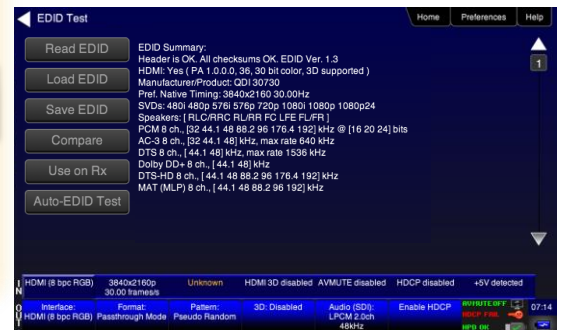 EDID Test
Home Preferences Help
Read EDID
Load EDID
Save EDID
Compare
Use on Rx
Auto-EDID Test
EDID Summary:
Header is OK. All checksums OK. EDID Ver. 1.3
HDMI: Yes ( PA 1.0.0.0, 36, 30 bit color, 3D supported )
Manufacturer/Product: QDI 30730
Pref. Native Timing: 3840x2160 30.00Hz
SVDs: 480i 480p 576i 576p 720p 1080i 1080p 1080p24
Speakers: [ RLC/RRC RL/RR FC LFE FL/FR ]
PCM 8 ch., [32 44.1 48 88.2 96 176.4 192] kHz @ [16 20 24] bits
AC-3 8 ch., [32 44.1 48] kHz, max rate 640 kHz
DTS 8 ch., [ 44.1 48] kHz, max rate 1536 kHz
Dolby DD+ 8 ch., [ 44.1 48] kHz
DTS-HD 8 ch., [ 44.1 48 88.2 96 176.4 192] kHz
MAT (MLP) 8 ch., [ 44.1 48 88.2 96 192] kHz
1
IN HDMI (8 bpc RGB) 3840x2160p 30.00 frames/s Unknown HDMI 3D disabled AVMUTE disabled HDCP disabled +5V detected
OUT Interface: HDMI (8 bpc RGB) Format: Passthrough Mode Pattern: Pseudo Random 3D: Disabled Audio (SDI): LPCM 2.0ch 48kHz Enable HDCP
AVMUTE OFF
HDCP FAIL
HPD OK
07:14